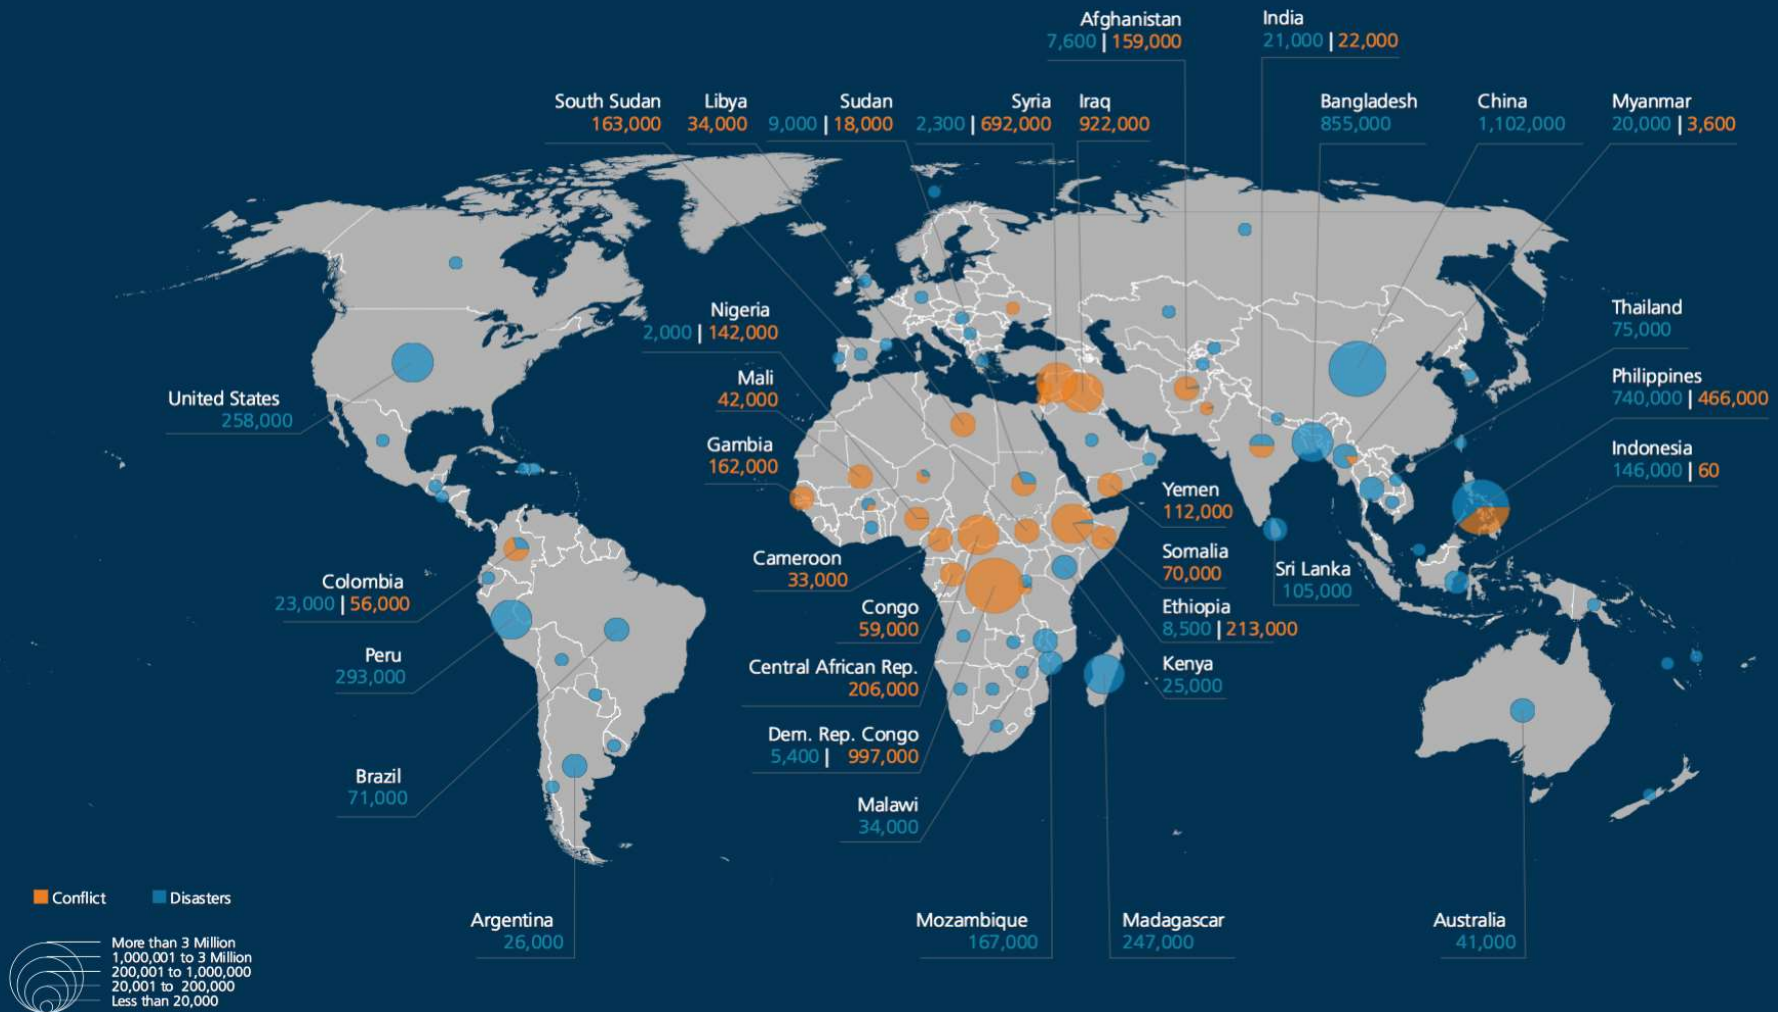 Afghanistan
7,600 | 159,000
India
21,000 | 22,000
South Sudan
163,000
Libya
34,000
Sudan
9,000 | 18,000
Syria
2,300 | 692,000
Iraq
922,000
Bangladesh
855,000
China
1,102,000
Myanmar
20,000 | 3,600
Nigeria
2,000 | 142,000
Mali
42,000
Gambia
162,000
United States
258,000
Thailand
75,000
Philippines
740,000 | 466,000
Indonesia
146,000 | 60
Yemen
112,000
Somalia
70,000
Sri Lanka
105,000
Ethiopia
8,500 | 213,000
Kenya
25,000
Cameroon
33,000
Congo
59,000
Central African Rep.
206,000
Dem. Rep. Congo
5,400 | 997,000
Malawi
34,000
Colombia
23,000 | 56,000
Peru
293,000
Brazil
71,000
Argentina
26,000
Mozambique
167,000
Madagascar
247,000
Australia
41,000
Conflict
Disasters
More than 3 Million
1,000,001 to 3 Million
200,001 to 1,000,000
20,001 to 200,000
Less than 20,000